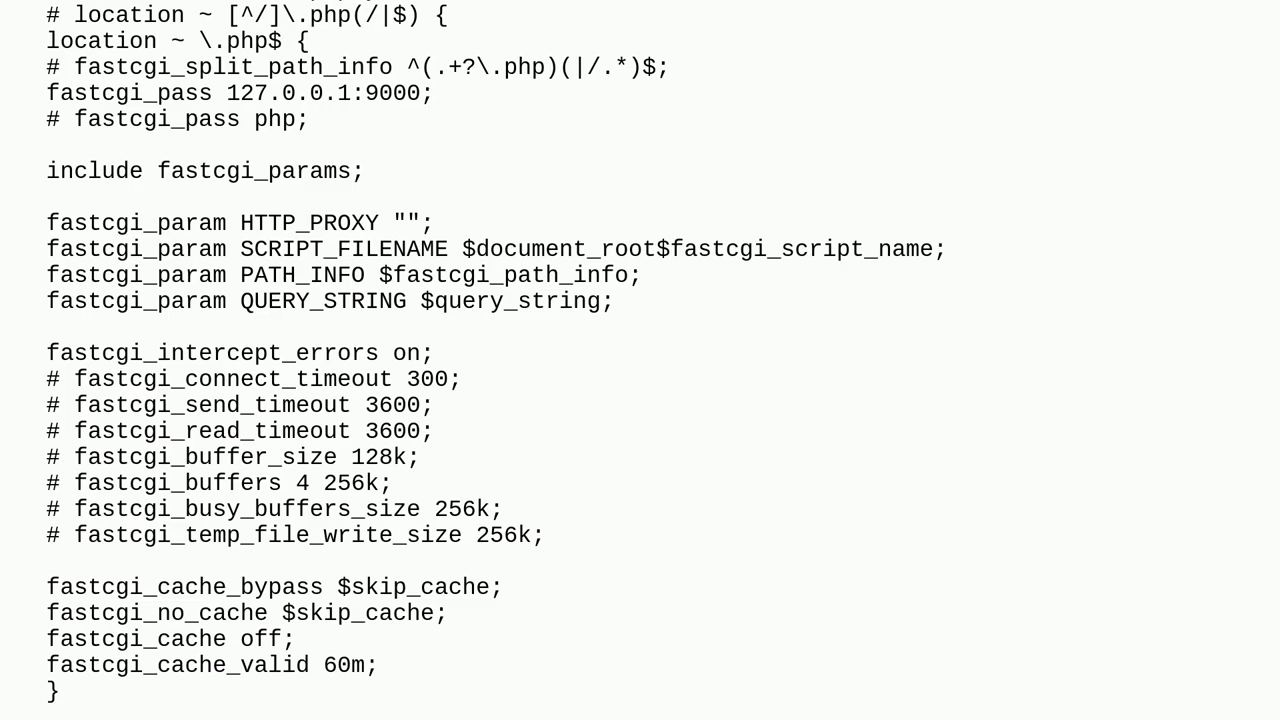 # location ~ [^/]\.php(/|$) {
location ~ \.php$ {
# fastcgi_split_path_info ^(.+?\.php)(|/.*)$;
fastcgi_pass 127.0.0.1:9000;
# fastcgi_pass php;
include fastcgi_params;
fastcgi_param HTTP_PROXY "";
fastcgi_param SCRIPT_FILENAME $document_root$fastcgi_script_name;
fastcgi_param PATH_INFO $fastcgi_path_info;
fastcgi_param QUERY_STRING $query_string;
fastcgi_intercept_errors on;
# fastcgi_connect_timeout 300;
# fastcgi_send_timeout 3600;
# fastcgi_read_timeout 3600;
# fastcgi_buffer_size 128k;
# fastcgi_buffers 4 256k;
# fastcgi_busy_buffers_size 256k;
# fastcgi_temp_file_write_size 256k;
fastcgi_cache_bypass $skip_cache;
fastcgi_no_cache $skip_cache;
fastcgi_cache off;
fastcgi_cache_valid 60m;
}